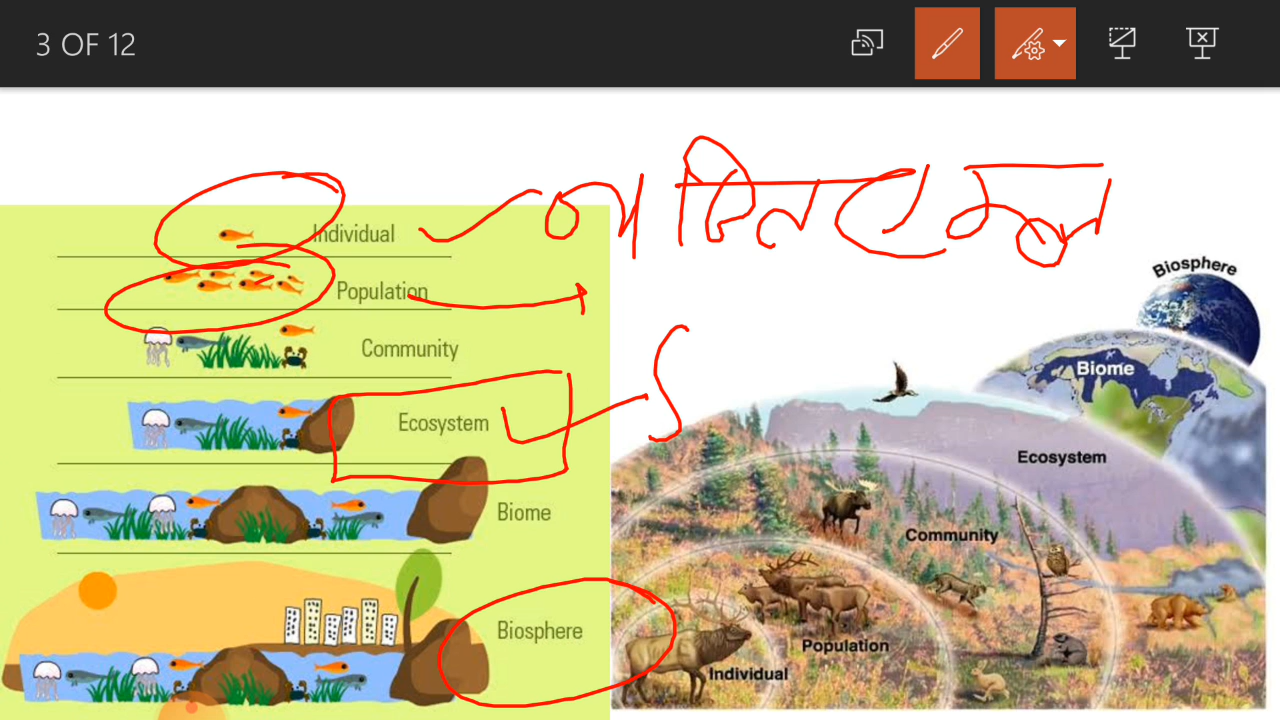 3 OF 12
Individual
Population
Community
Ecosystem
Biome
Biosphere
Biosphere
Biome
Ecosystem
Community
Population
Individual